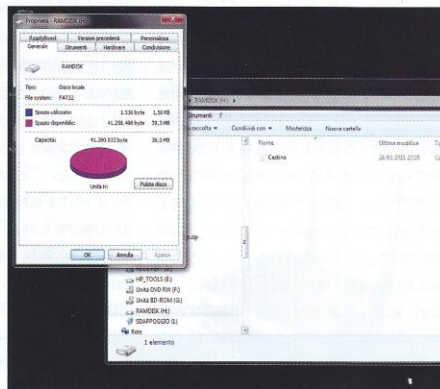 Proprietà - RAMDISK (H:)
ReadyBoost Versioni precedenti Personalizza
Generale Strumenti Hardware Condivisione
RAMDISK
Tipo: Disco locale
File system: FAT32
Spazio utilizzato: 1.536 byte 1,50 KB
Spazio disponibile: 41.258.496 byte 39,3 MB
Capacità: 41.260.032 byte 39,3 MB
Unità H: Pulizia disco
OK Annulla Applica
RAMDISK (H:)
Strumenti ?
raccolta Condividi con Masterizza Nuova cartella
Nome Ultima modifica
Cestino
HP_TOOLS (E:)
Unità DVD RW (F:)
Unità BD-ROM (G:)
RAMDISK (H:)
SDAPPOGGIO (I:)
Rete
1 elemento